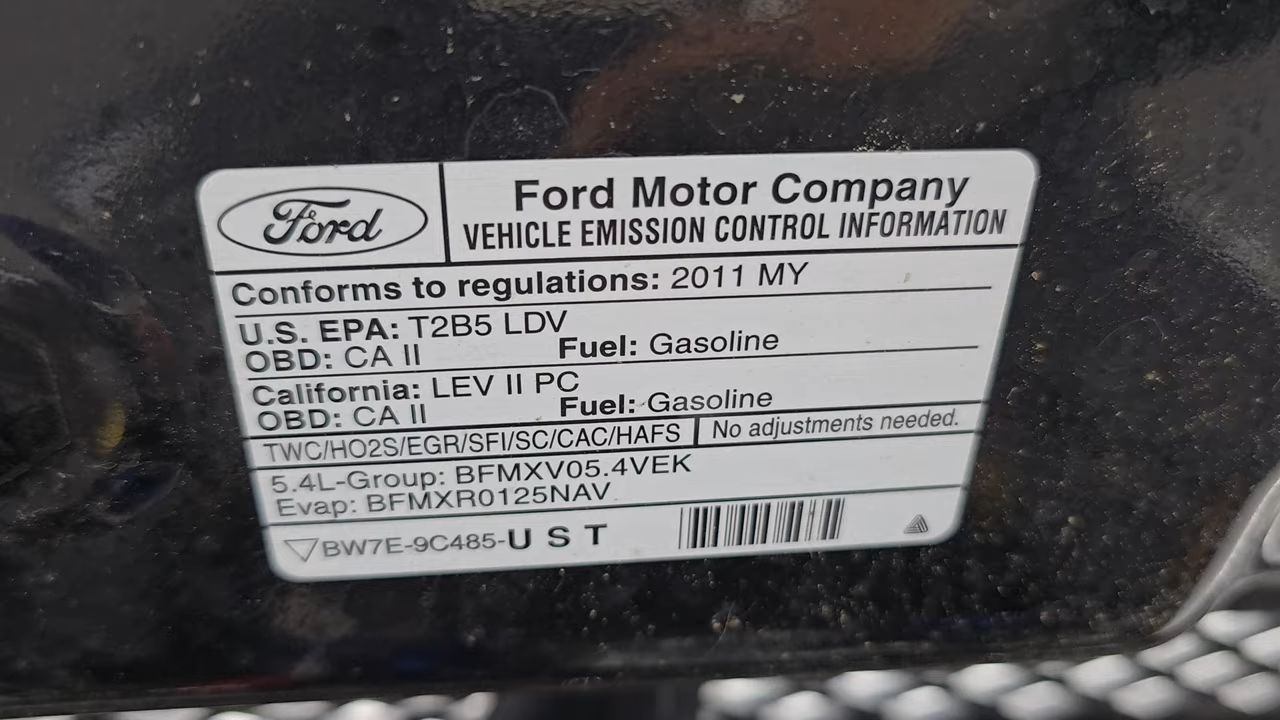 Ford
Ford Motor Company
VEHICLE EMISSION CONTROL INFORMATION
Conforms to regulations: 2011 MY
U.S. EPA: T2B5 LDV
OBD: CA II Fuel: Gasoline
California: LEV II PC
OBD: CA II Fuel: Gasoline
TWC/HO2S/EGR/SFI/SC/CAC/HAFS No adjustments needed.
5.4L-Group: BFMXV05.4VEK
Evap: BFMXR0125NAV
BW7E-9C485-U S T